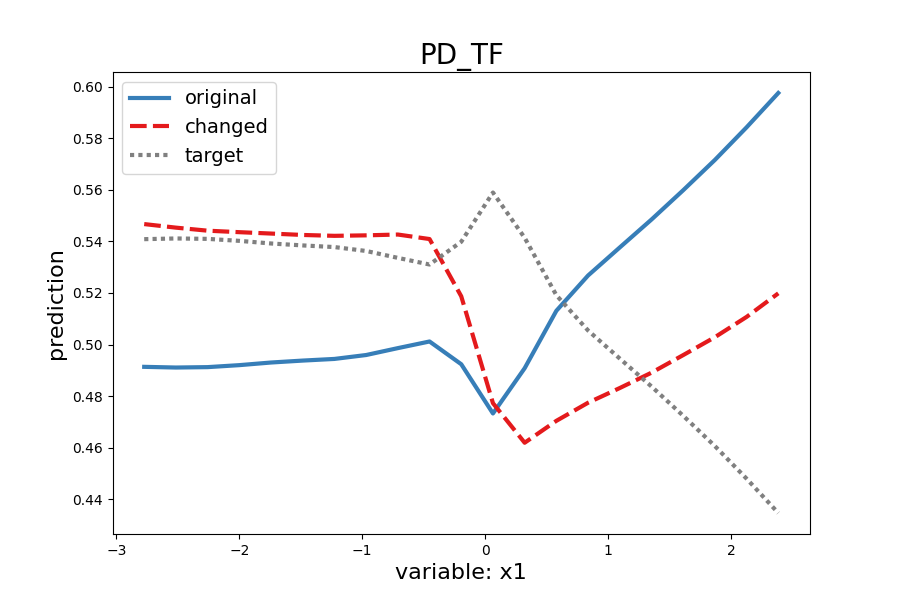 PD_TF
original
changed
target
prediction
0.60
0.58
0.56
0.54
0.52
0.50
0.48
0.46
0.44
−3
−2
−1
0
1
2
variable: x1